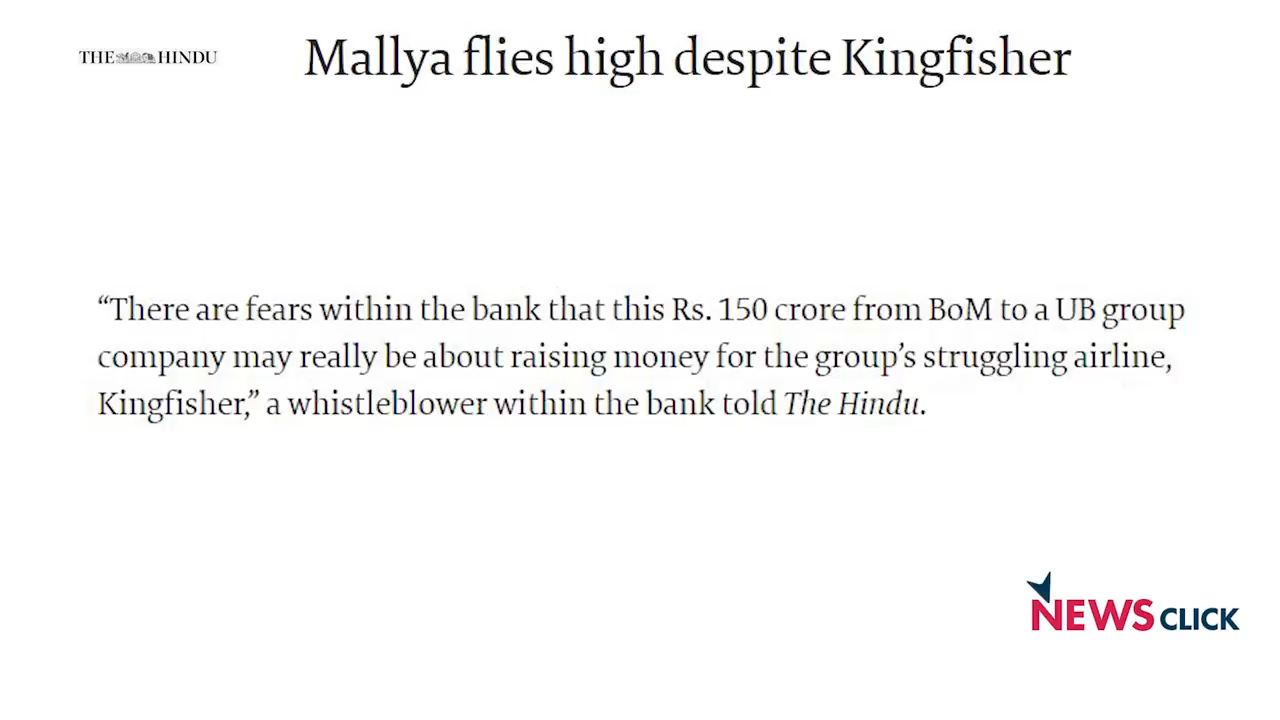 THE HINDU
Mallya flies high despite Kingfisher
“There are fears within the bank that this Rs. 150 crore from BoM to a UB group
company may really be about raising money for the group’s struggling airline,
Kingfisher,” a whistleblower within the bank told The Hindu.
NEWS CLICK